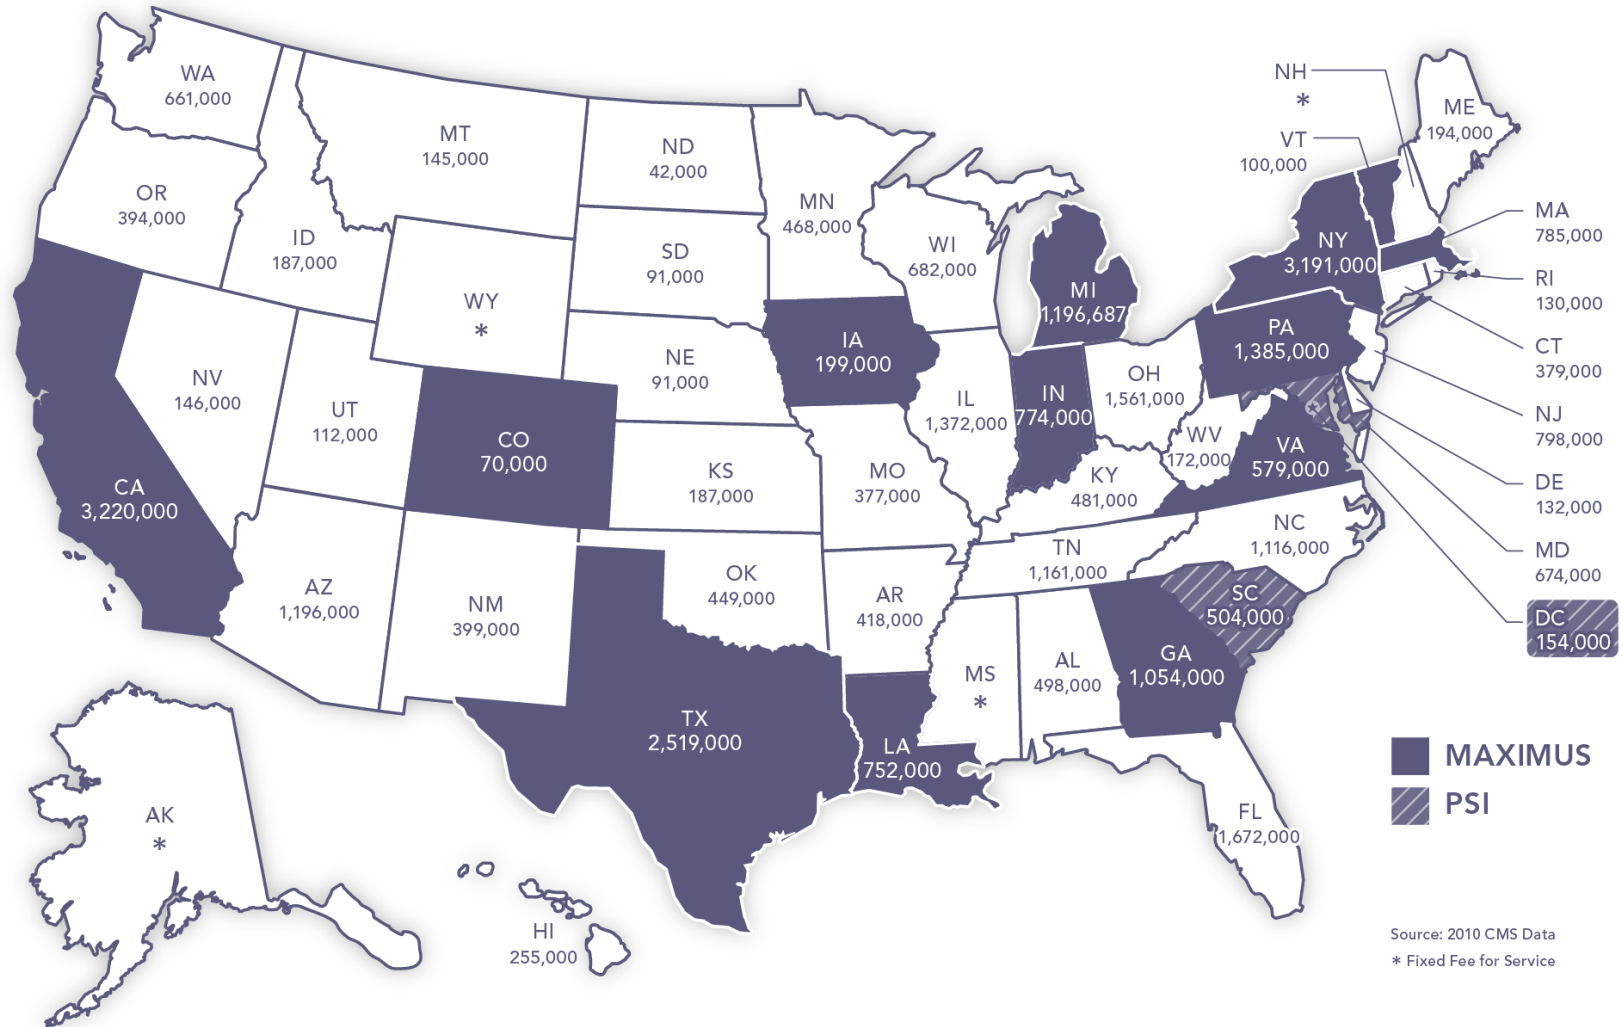 WA
661,000
OR
394,000
CA
3,220,000
NV
146,000
ID
187,000
MT
145,000
WY
*
UT
112,000
CO
70,000
AZ
1,196,000
NM
399,000
ND
42,000
SD
91,000
NE
91,000
KS
187,000
OK
449,000
TX
2,519,000
MN
468,000
IA
199,000
MO
377,000
AR
418,000
LA
752,000
WI
682,000
IL
1,372,000
MI
1,196,687
IN
774,000
OH
1,561,000
KY
481,000
TN
1,161,000
MS
*
AL
498,000
GA
1,054,000
FL
1,672,000
SC
504,000
NC
1,116,000
VA
579,000
WV
172,000
PA
1,385,000
NY
3,191,000
VT
100,000
NH
*
ME
194,000
MA
785,000
RI
130,000
CT
379,000
NJ
798,000
DE
132,000
MD
674,000
DC
154,000
AK
*
HI
255,000
MAXIMUS
PSI
Source: 2010 CMS Data
* Fixed Fee for Service